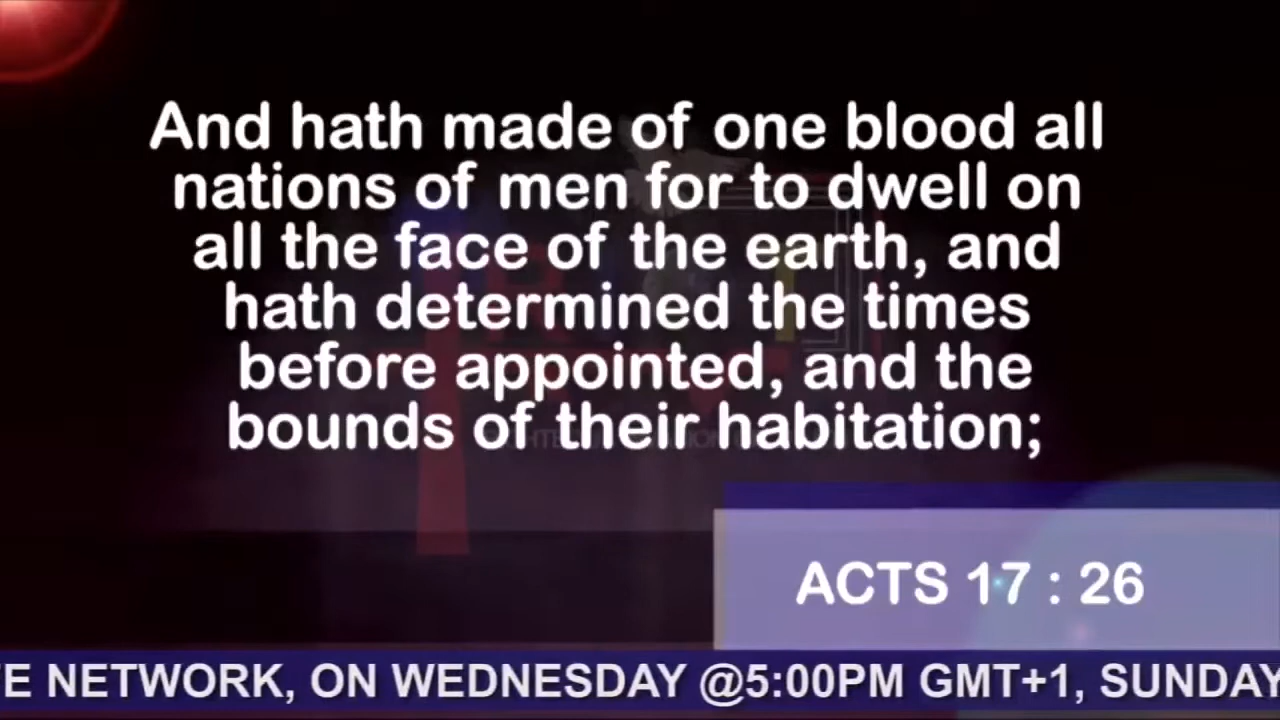 And hath made of one blood all
nations of men for to dwell on
all the face of the earth, and
hath determined the times
before appointed, and the
bounds of their habitation;
ACTS 17 : 26
E NETWORK, ON WEDNESDAY @5:00PM GMT+1, SUNDAY